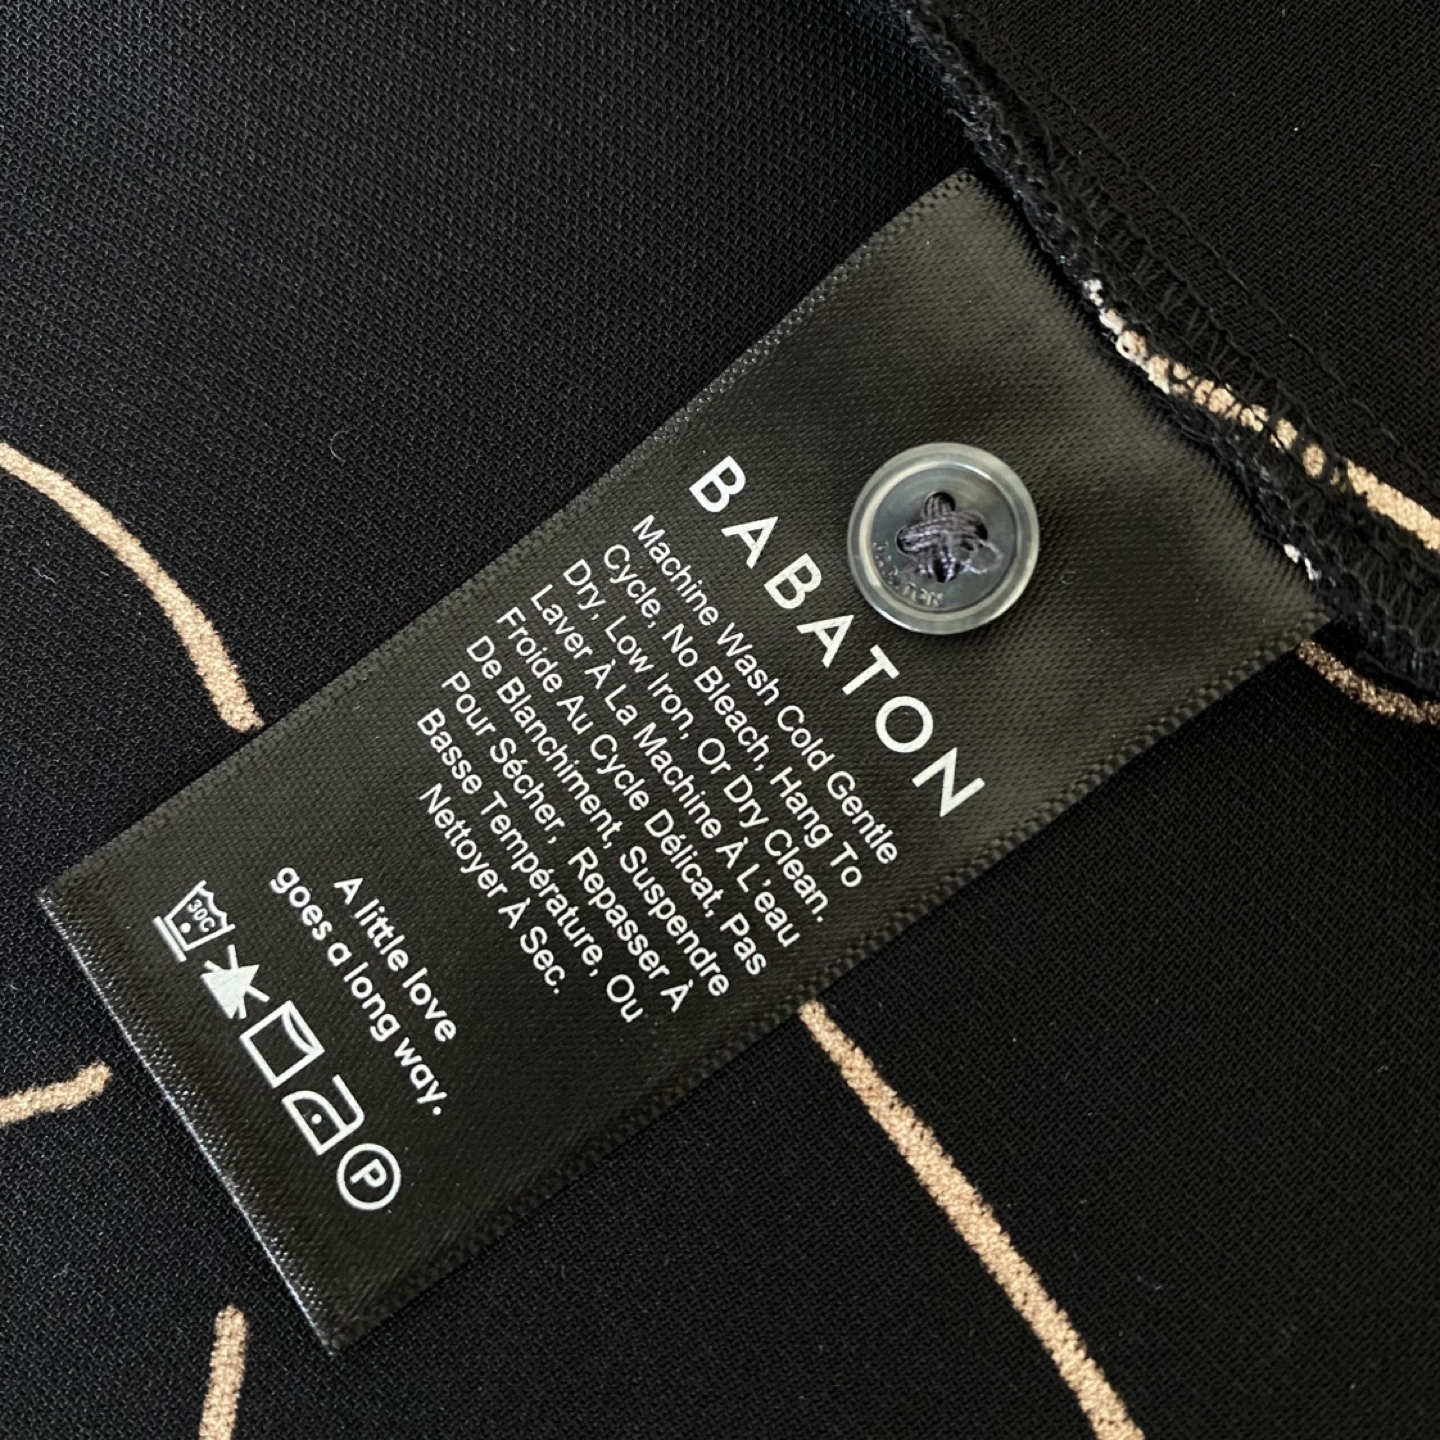 BABATON
Machine Wash Cold Gentle
Cycle, No Bleach, Hang To
Dry, Low Iron, Or Dry Clean.
Laver À La Machine À L'eau
Froide Au Cycle Délicat, Pas
De Blanchiment, Suspendre
Pour Sécher, Repasser À
Basse Température, Ou
Nettoyer À Sec.
A little love
goes a long way.
30C
P